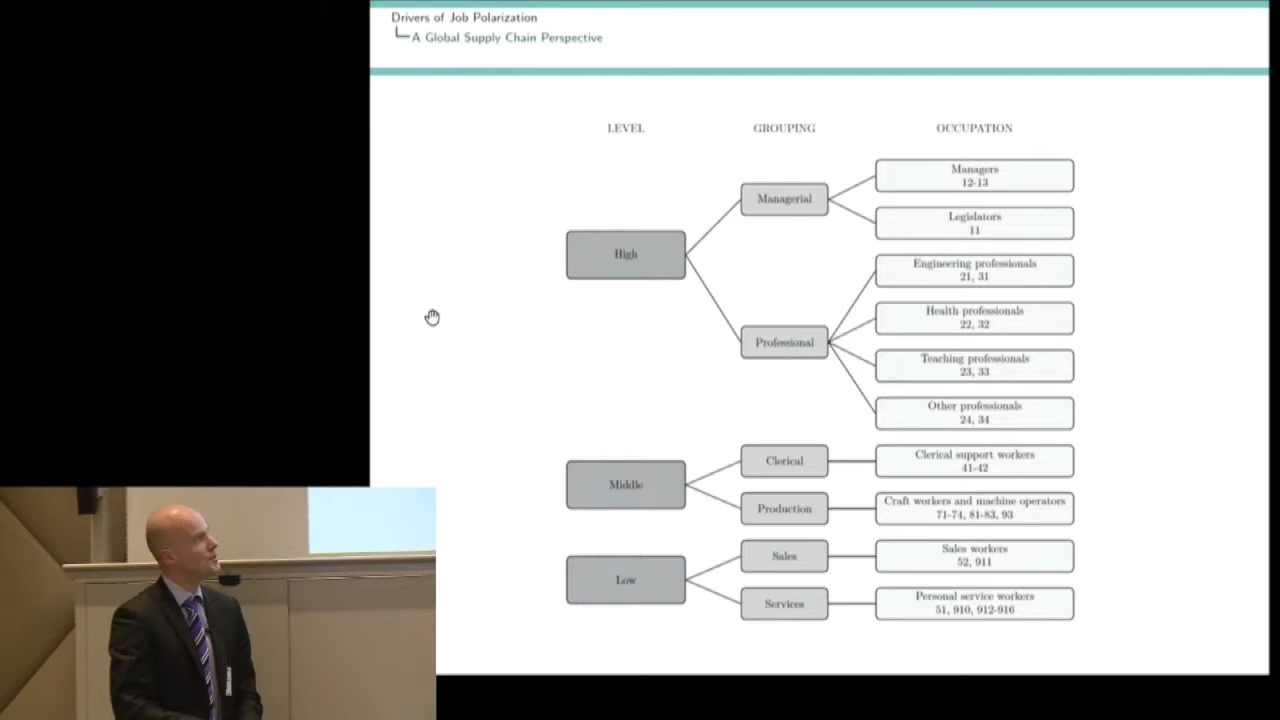 Drivers of Job Polarization
A Global Supply Chain Perspective
LEVEL
GROUPING
OCCUPATION
High
Managerial
Managers
12-13
Legislators
11
Professional
Engineering professionals
21, 31
Health professionals
22, 32
Teaching professionals
23, 33
Other professionals
24, 34
Middle
Clerical
Clerical support workers
41-42
Production
Craft workers and machine operators
71-74, 81-83, 93
Low
Sales
Sales workers
52, 911
Services
Personal service workers
51, 910, 912-916